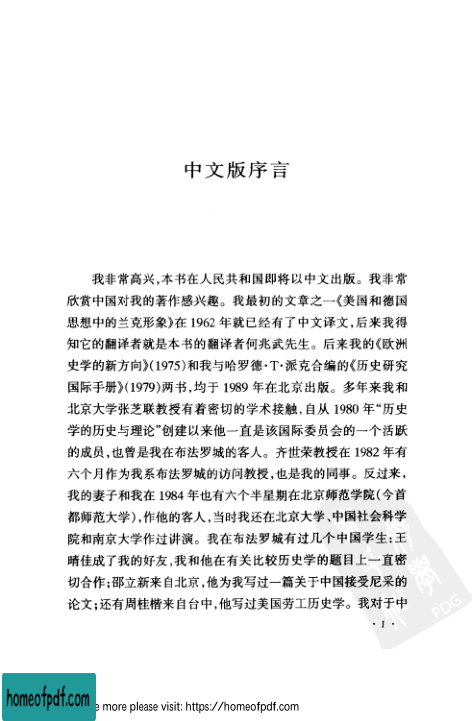 中文版序言
我非常高兴,本书在人民共和国即将以中文出版。我非常
欣赏中国对我的著作感兴趣。我最初的文章之一《美国和德国
思想中的兰克形象》在 1962 年就已经有了中文译文,后来我得
知它的翻译者就是本书的翻译者何兆武先生。后来我的《欧洲
史学的新方向》(1975)和我与哈罗德·T·派克合编的《历史研究
国际手册》(1979)两书,均于 1989 年在北京出版。多年来我和
北京大学张芝联教授有着密切的学术接触,自从 1980 年“历史
学的历史与理论”创建以来他一直是该国际委员会的一个活跃
的成员,也曾是我在布法罗城的客人。齐世荣教授在 1982 年有
六个月作为我系布法罗城的访问教授,也是我的同事。反过来,
我的妻子和我在 1984 年也有六个半星期在北京师范学院(今首
都师范大学),作他的客人,当时我还在北京大学、中国社会科学
院和南京大学作过讲演。我在布法罗城有过几个中国学生:王
晴佳成了我的好友,我和他在有关比较历史学的题目上一直密
切合作;邵立新来自北京,他为我写过一篇关于中国接受尼采的
论文;还有周桂楷来自台中,他写过美国劳工历史学。我对于中
PDG
· 1 ·
homeofpdf.com
e more please visit: https://homeofpdf.com